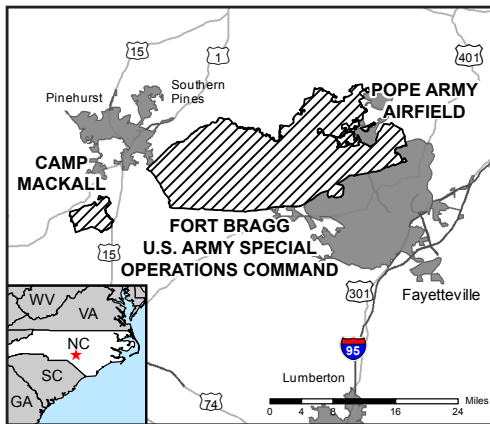 15
1
401
Southern
Pines
Pinehurst
POPE ARMY
AIRFIELD
CAMP
MACKALL
FORT BRAGG
U.S. ARMY SPECIAL
OPERATIONS COMMAND
15
301
Fayetteville
95
Lumberton
74
WV
VA
NC
SC
GA
Miles
0 4 8 16 24